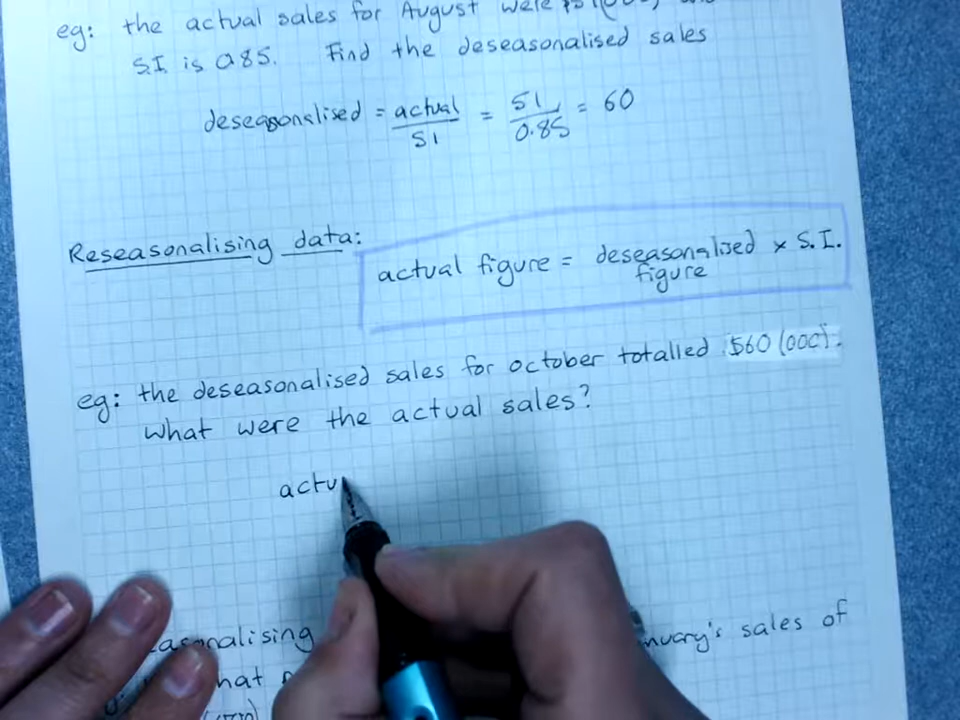 eg: the actual sales for August were
S.I. is 0.85. Find the deseasonalised sales
deseasonalised = actual/SI = 51/0.85 = 60
Reseasonalising data:
actual figure = deseasonalised figure × S.I.
eg: the deseasonalised sales for October totalled $60(000).
What were the actual sales?
actu
sales of